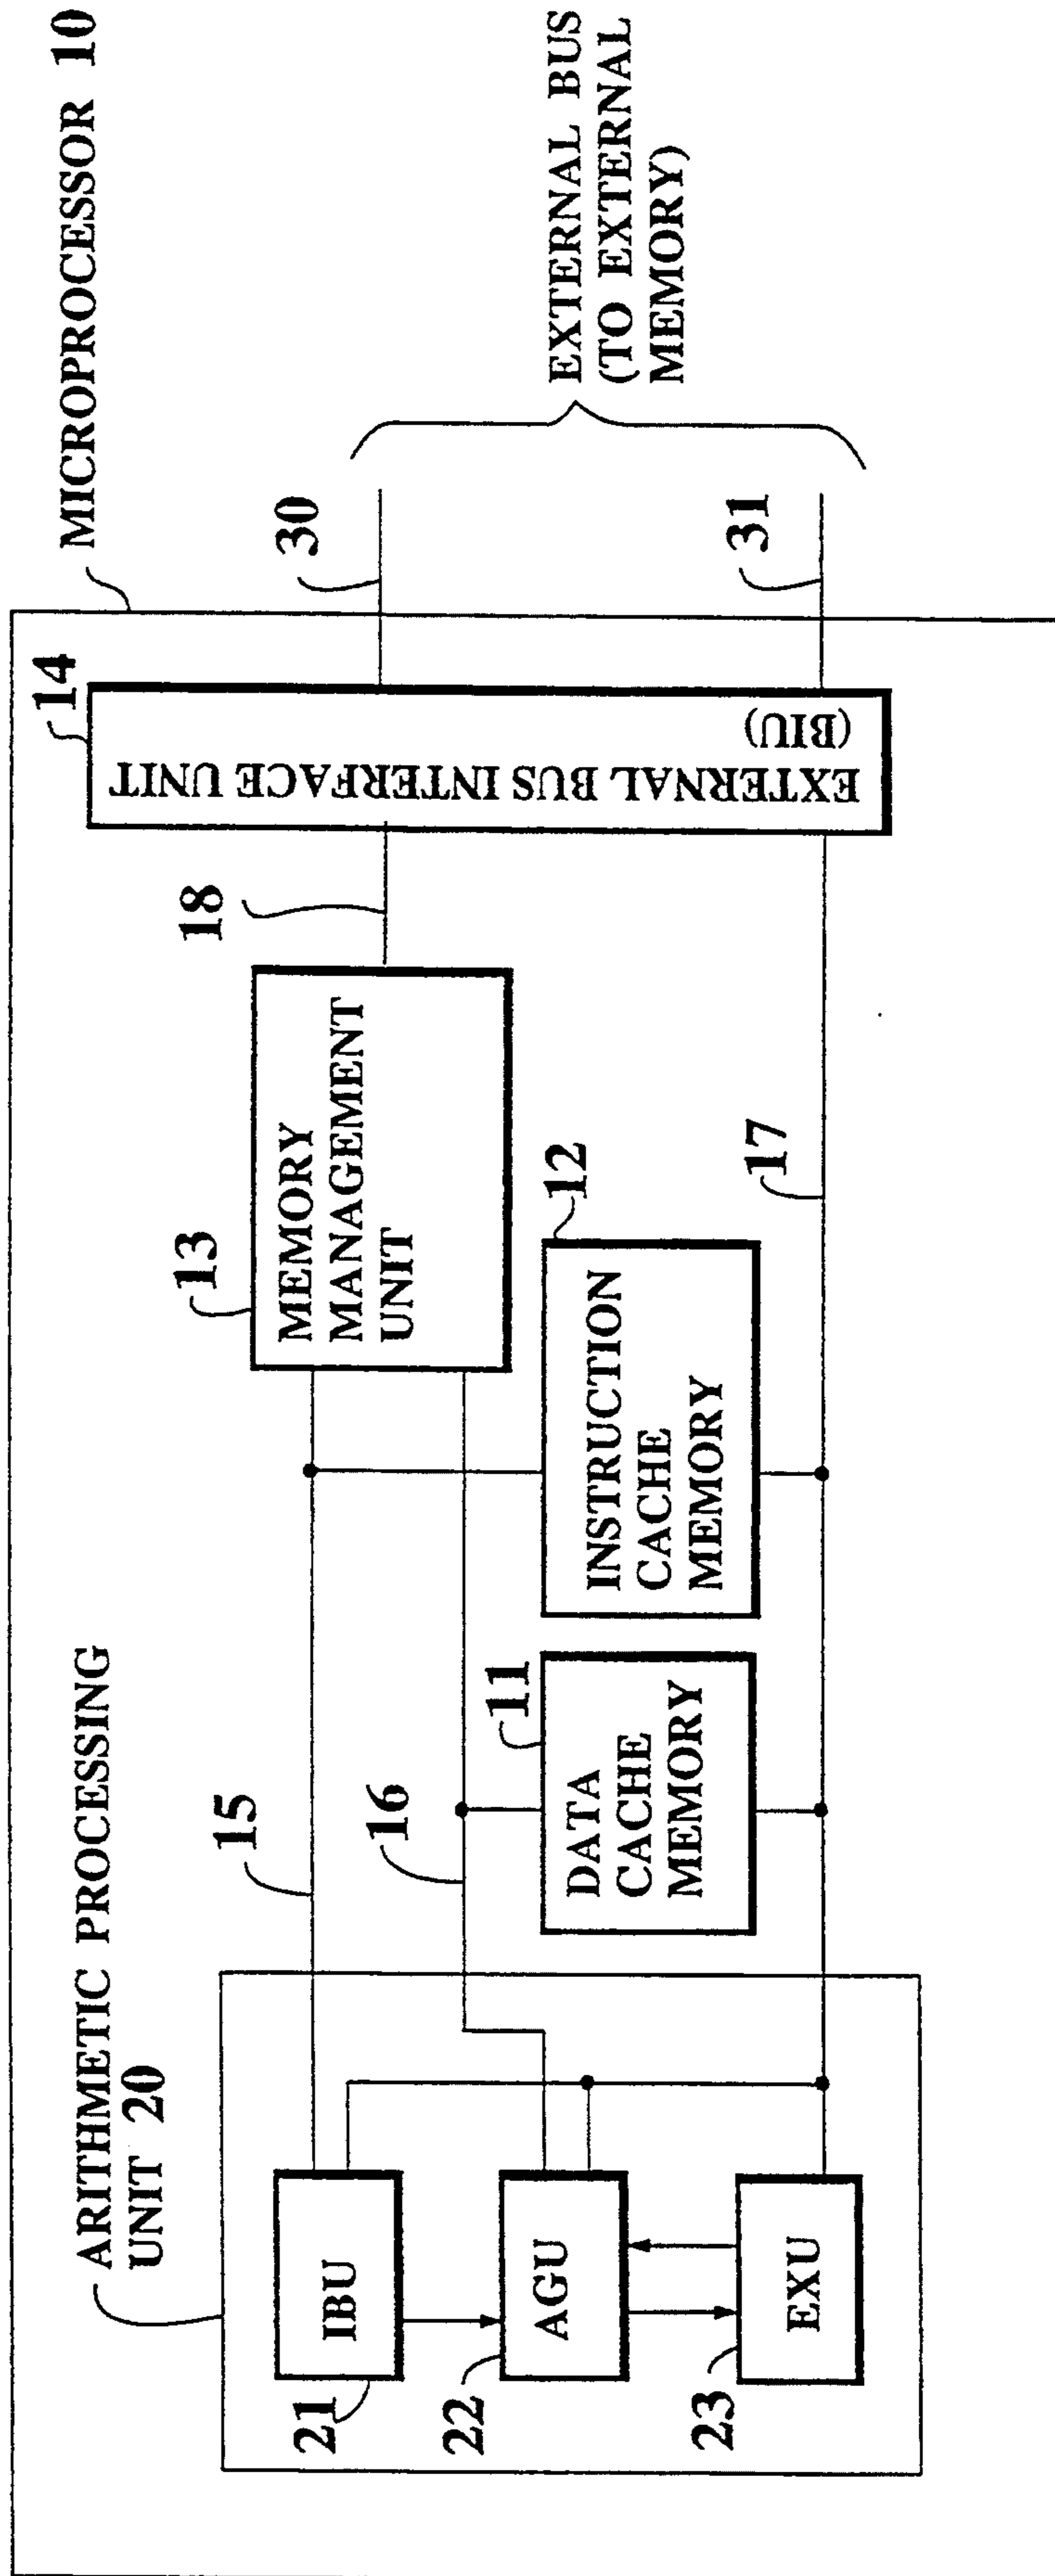 MICROPROCESSOR 10
ARITHMETIC PROCESSING
UNIT 20
14
13
18
30
15
16
MEMORY
MANAGEMENT
UNIT
EXTERNAL BUS INTERFACE UNIT
(BIU)
EXTERNAL BUS
(TO EXTERNAL
MEMORY)
21
IBU
22
AGU
23
EXU
11
DATA
CACHE
MEMORY
12
INSTRUCTION
CACHE
MEMORY
17
31